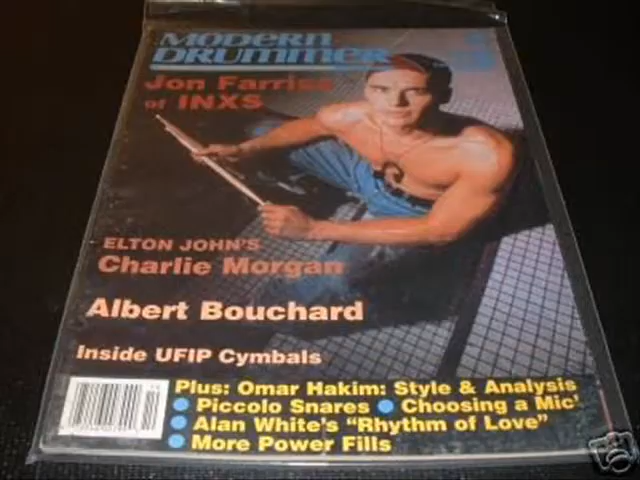 MODERN
DRUMMER
Jon Farriss
of INXS
ELTON JOHN'S
Charlie Morgan
Albert Bouchard
Inside UFIP Cymbals
Plus: Omar Hakim: Style & Analysis
• Piccolo Snares • Choosing a Mic'
• Alan White's "Rhythm of Love"
• More Power Fills